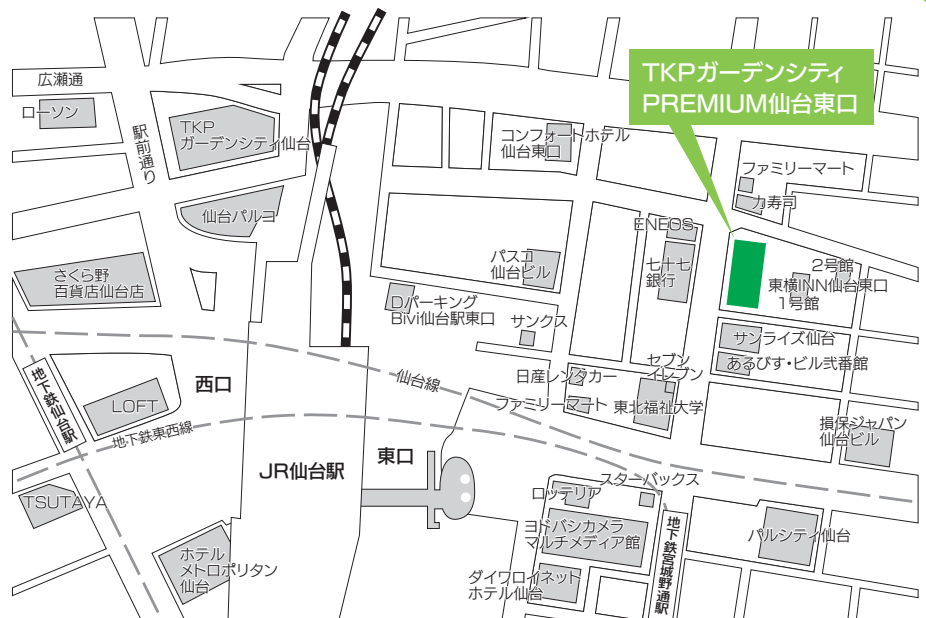 広瀬通
ローソン
駅前通り
TKP
ガーデンシティ仙台
仙台パルコ
さくら野
百貨店仙台店
地下鉄仙台駅
LOFT
西口
地下鉄東西線
TSUTAYA
ホテル
メトロポリタン
仙台
JR仙台駅
東口
仙台線
TKPガーデンシティ
PREMIUM仙台東口
コンフォートホテル
仙台東口
ファミリーマート
力寿司
ENEOS
七十七
銀行
パスコ
仙台ビル
Dパーキング
Bivi仙台駅東口
サンクス
2号館
東横INN仙台東口
1号館
サンライズ仙台
あるびす・ビル弐番館
セブン
イレブン
日産レンタカー
ファミリーマート
東北福祉大学
損保ジャパン
仙台ビル
スターバックス
ロッテリア
ヨドバシカメラ
マルチメディア館
ダイワロイネット
ホテル仙台
地下鉄宮城野通駅
パルシティ仙台